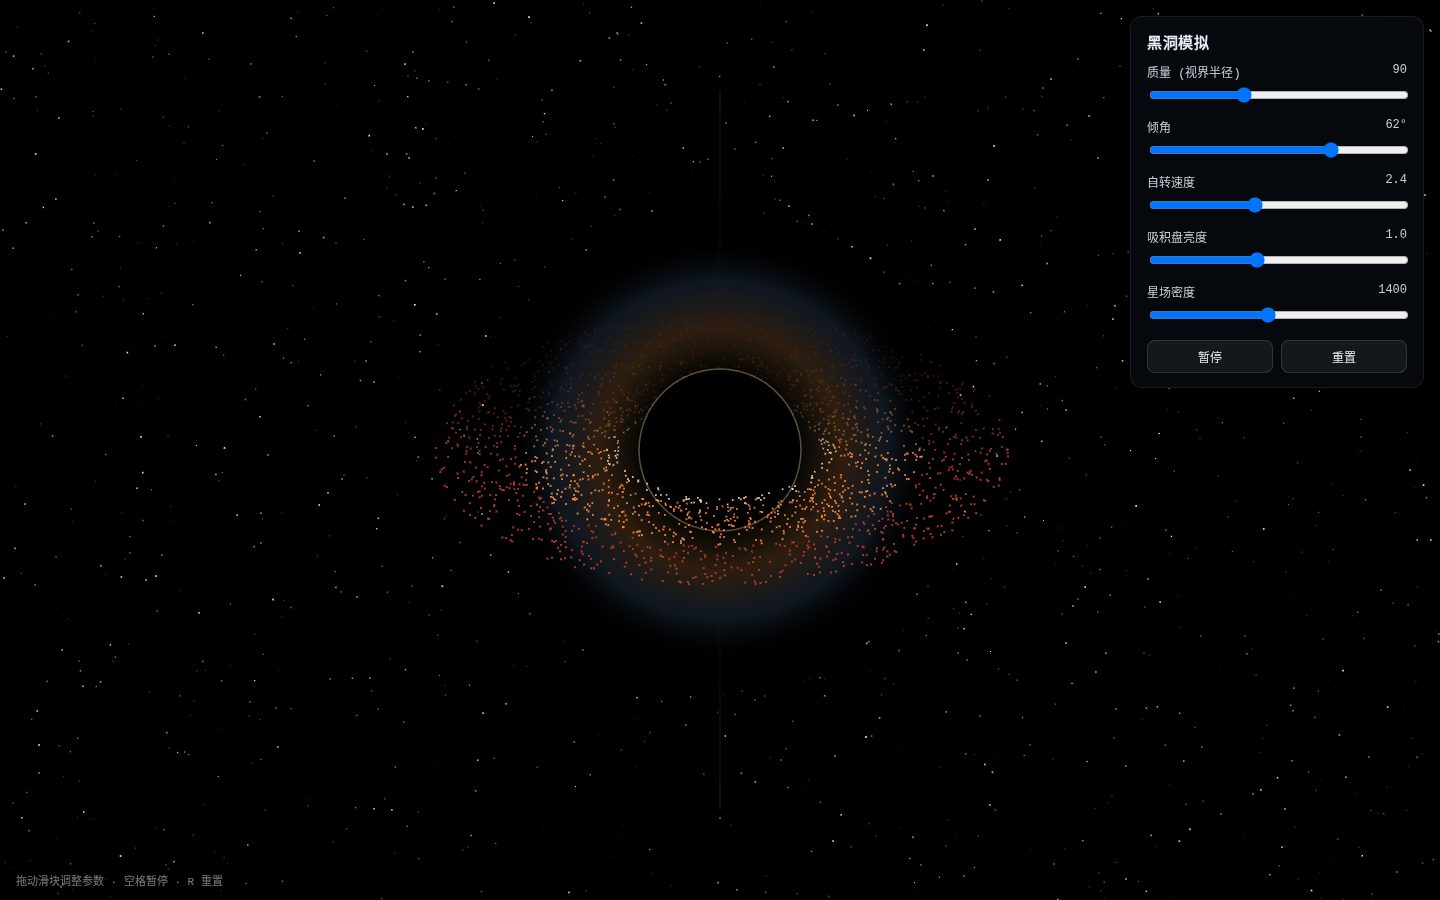 黑洞模拟
质量 (视界半径) 90
倾角 62°
自转速度 2.4
吸积盘亮度 1.0
星场密度 1400
暂停 重置
拖动滑块调整参数 · 空格暂停 · R 重置